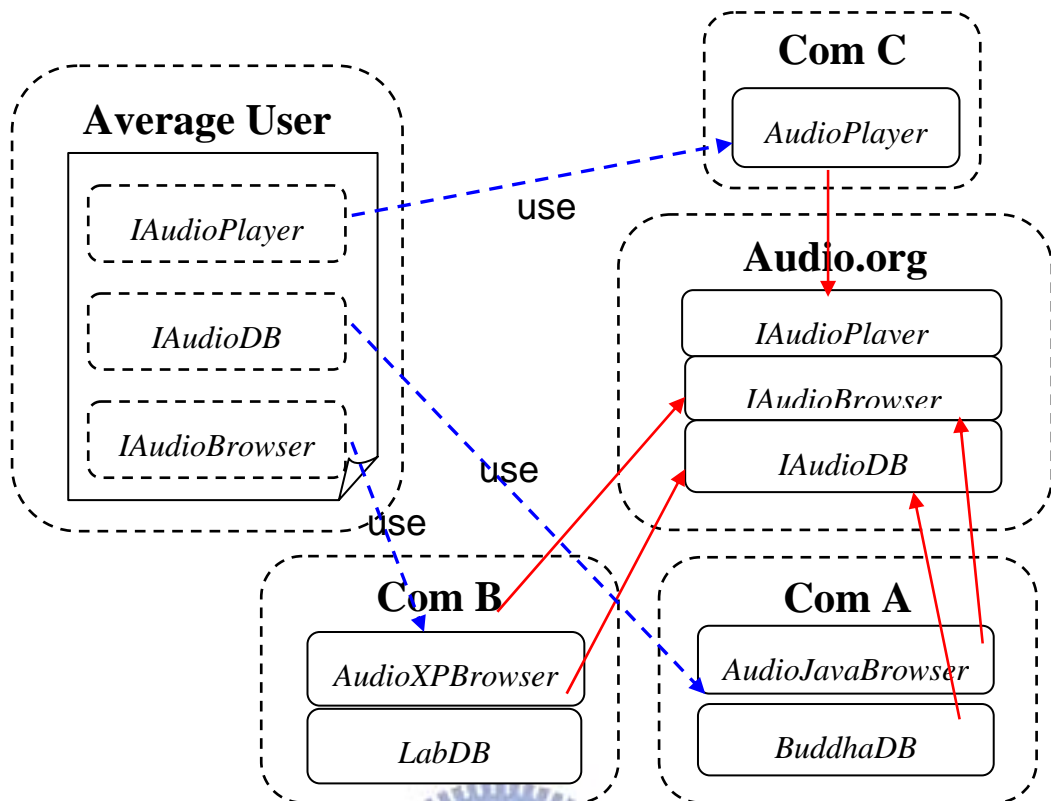 Com C
AudioPlayer
Average User
IAudioPlayer
IAudioDB
IAudioBrowser
use
use
use
Audio.org
IAudioPlayer
IAudioBrowser
IAudioDB
Com B
AudioXPBrowser
LabDB
Com A
AudioJavaBrowser
BuddhaDB